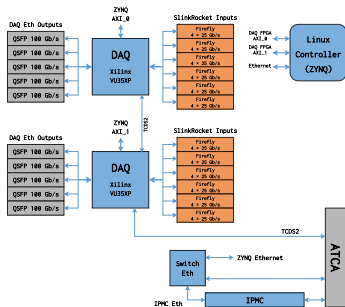 DAQ Eth Outputs
QSFP 100 Gb/s
QSFP 100 Gb/s
QSFP 100 Gb/s
QSFP 100 Gb/s
QSFP 100 Gb/s
ZYNQ
AXI_0
DAQ
Xilinx
VU35XP
SlinkRocket Inputs
Firefly
4 × 25 Gb/s
Firefly
4 × 25 Gb/s
Firefly
4 × 25 Gb/s
Firefly
4 × 25 Gb/s
Firefly
4 × 25 Gb/s
Firefly
4 × 25 Gb/s
DAQ FPGA
AXI_0
DAQ FPGA
AXI_1
Ethernet
Linux
Controller
(ZYNQ)
TCDS2
DAQ Eth Outputs
QSFP 100 Gb/s
QSFP 100 Gb/s
QSFP 100 Gb/s
QSFP 100 Gb/s
QSFP 100 Gb/s
ZYNQ
AXI_1
DAQ
Xilinx
VU35XP
SlinkRocket Inputs
Firefly
4 × 25 Gb/s
Firefly
4 × 25 Gb/s
Firefly
4 × 25 Gb/s
Firefly
4 × 25 Gb/s
Firefly
4 × 25 Gb/s
Firefly
4 × 25 Gb/s
TCDS2
Switch
Eth
ZYNQ Ethernet
ATCA
IPMC Eth
IPMC